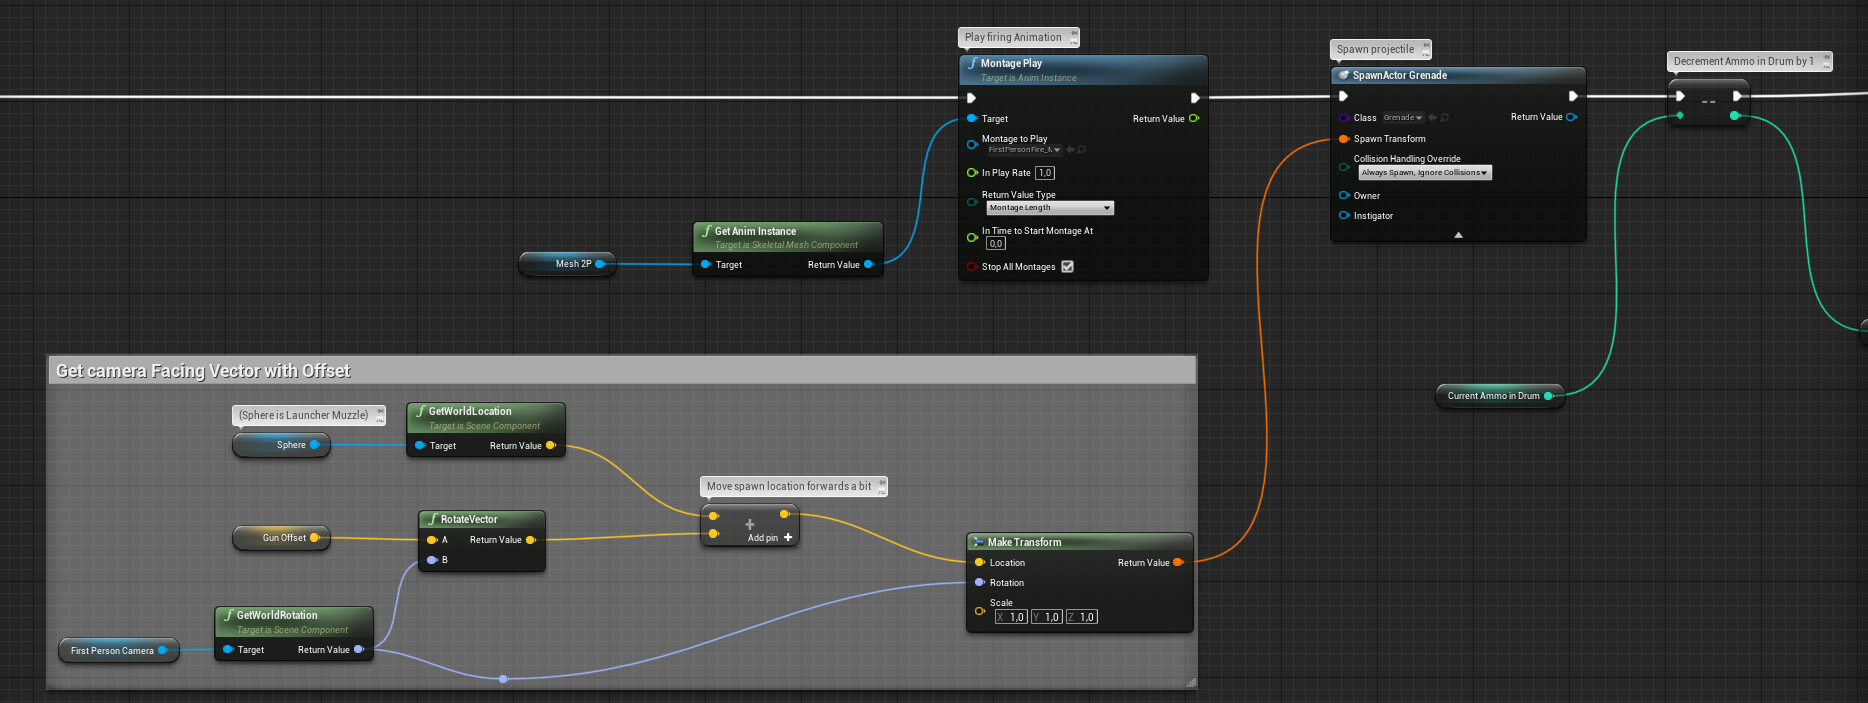 Play firing Animation
Montage Play
Target is Anim Instance
Target
Return Value
Montage to Play
In Play Rate
1,0
Return Value Type
Montage Length
In Time to Start Montage At
0,0
Stop All Montages
Spawn projectile
SpawnActor Grenade
Class
Grenade
Return Value
Spawn Transform
Collision Handling Override
Always Spawn, Ignore Collisions
Owner
Instigator
Decrement Ammo in Drum by 1
--
Mesh 2P
Get Anim Instance
Target is Skeletal Mesh Component
Target
Return Value
Current Ammo in Drum
Get camera Facing Vector with Offset
(Sphere is Launcher Muzzle)
Sphere
GetWorldLocation
Target is Scene Component
Target
Return Value
Move spawn location forwards a bit
+
Add pin +
Gun Offset
RotateVector
A
Return Value
B
First Person Camera
GetWorldRotation
Target is Scene Component
Target
Return Value
Make Transform
Location
Return Value
Rotation
Scale
X 1,0 Y 1,0 Z 1,0